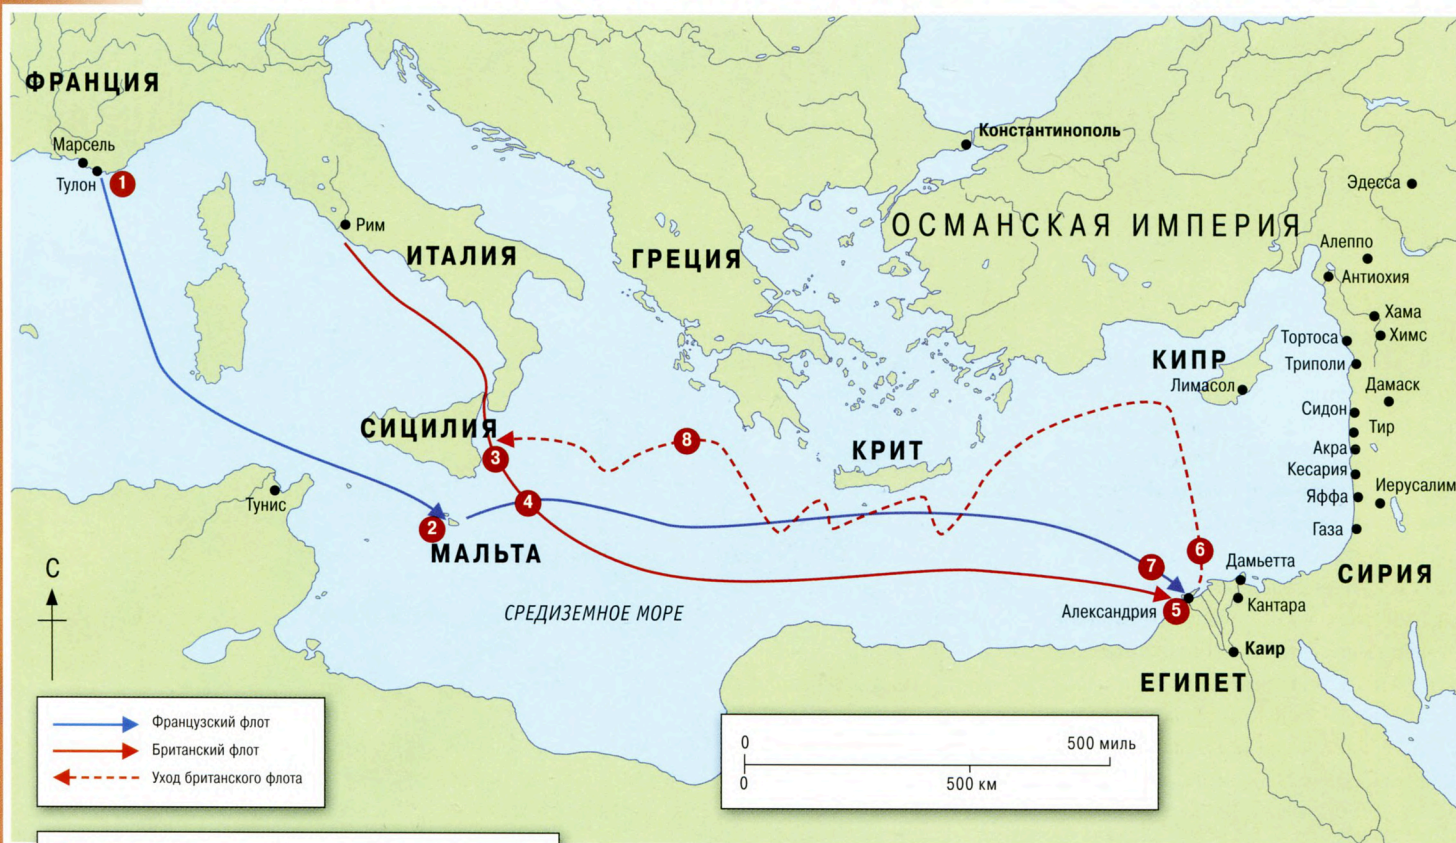 ФРАНЦИЯ
Марсель
Тулон
1
Рим
ИТАЛИЯ
ГРЕЦИЯ
Константинополь
ОСМАНСКАЯ ИМПЕРИЯ
Эдесса
Алеппо
Антиохия
Хама
Химс
Тортоса
Триполи
КИПР
Лимасол
Дамаск
Сидон
Тир
Акра
Кесария
Яффа
Иерусалим
Газа
СИРИЯ
СИЦИЛИЯ
8
КРИТ
3
4
Тунис
2
МАЛЬТА
6
7
Дамьетта
Александрия
5
Кантара
Каир
ЕГИПЕТ
СРЕДИЗЕМНОЕ МОРЕ
С
Французский флот
Британский флот
Уход британского флота
0 500 миль
0 500 км